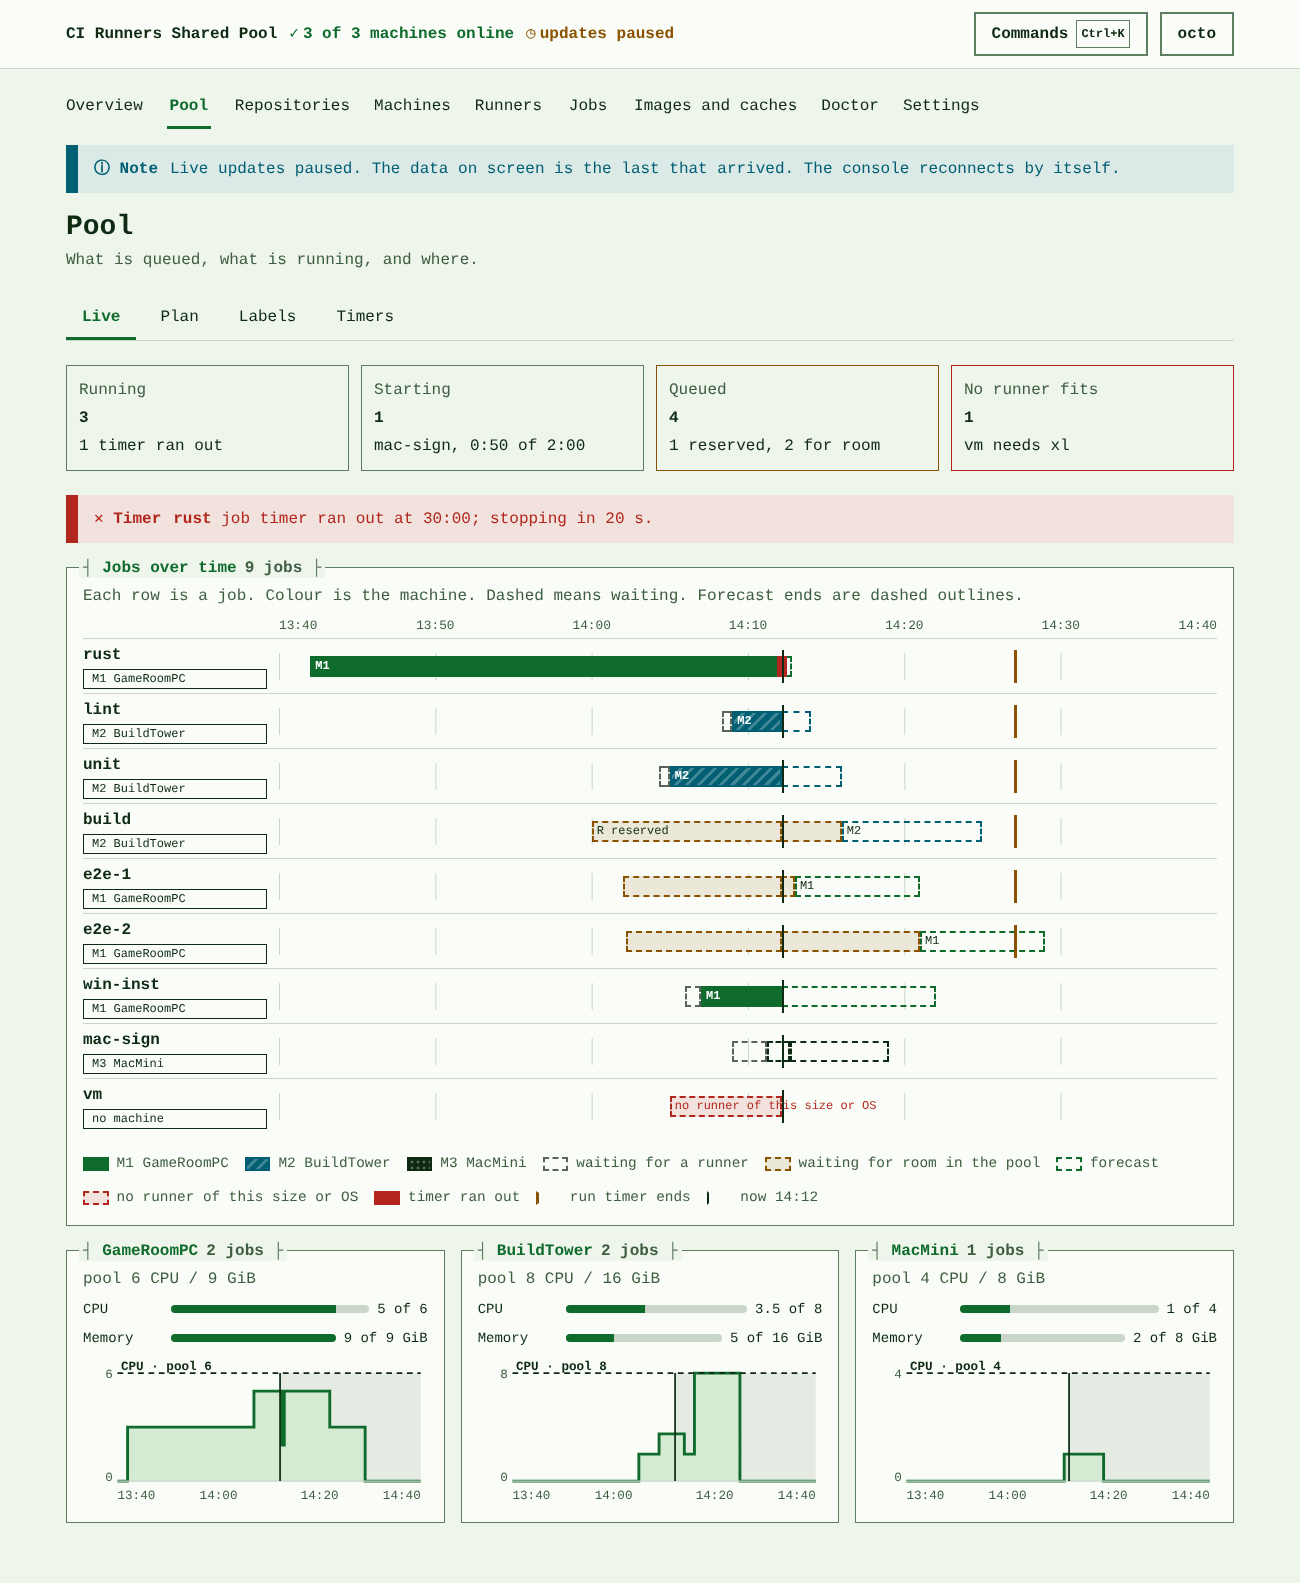 CI Runners Shared Pool ✓ 3 of 3 machines online ◷ updates paused Commands Ctrl+K octo
Overview Pool Repositories Machines Runners Jobs Images and caches Doctor Settings
ⓘ Note Live updates paused. The data on screen is the last that arrived. The console reconnects by itself.
Pool
What is queued, what is running, and where.
Live Plan Labels Timers
Running
3
1 timer ran out
Starting
1
mac-sign, 0:50 of 2:00
Queued
4
1 reserved, 2 for room
No runner fits
1
vm needs xl
✕ Timer rust job timer ran out at 30:00; stopping in 20 s.
┤ Jobs over time 9 jobs ├
Each row is a job. Colour is the machine. Dashed means waiting. Forecast ends are dashed outlines.
13:40 13:50 14:00 14:10 14:20 14:30 14:40
rust
M1 GameRoomPC
M1
lint
M2 BuildTower
M2
unit
M2 BuildTower
M2
build
M2 BuildTower
R reserved M2
e2e-1
M1 GameRoomPC
M1
e2e-2
M1 GameRoomPC
M1
win-inst
M1 GameRoomPC
M1
mac-sign
M3 MacMini
vm
no machine
no runner of this size or OS
M1 GameRoomPC M2 BuildTower M3 MacMini waiting for a runner waiting for room in the pool forecast
no runner of this size or OS timer ran out run timer ends now 14:12
┤ GameRoomPC 2 jobs ├
pool 6 CPU / 9 GiB
CPU 5 of 6
Memory 9 of 9 GiB
CPU · pool 6
6
0
13:40 14:00 14:20 14:40
┤ BuildTower 2 jobs ├
pool 8 CPU / 16 GiB
CPU 3.5 of 8
Memory 5 of 16 GiB
CPU · pool 8
8
0
13:40 14:00 14:20 14:40
┤ MacMini 1 jobs ├
pool 4 CPU / 8 GiB
CPU 1 of 4
Memory 2 of 8 GiB
CPU · pool 4
4
0
13:40 14:00 14:20 14:40